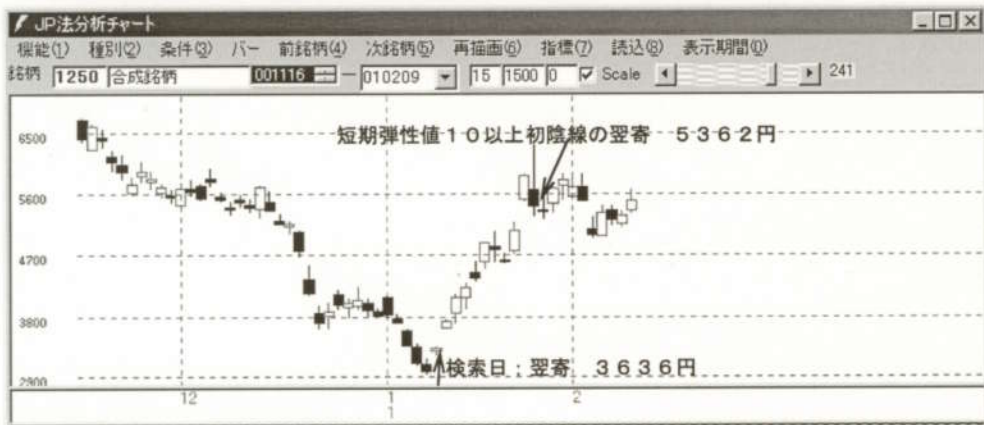 JP法分析チャート
機能(1) 種別(2) 条件(3) バー 前銘柄(4) 次銘柄(5) 再描画(6) 指標(7) 読込(8) 表示期間(0)
銘柄 1250 合成銘柄 001116 ー 010209 15 1500 0 Scale 241
6500
短期弾性値10以上初陰線の翌寄 5362円
5600
4700
3800
検索日:翌寄 3636円
2900
12 1 2
1